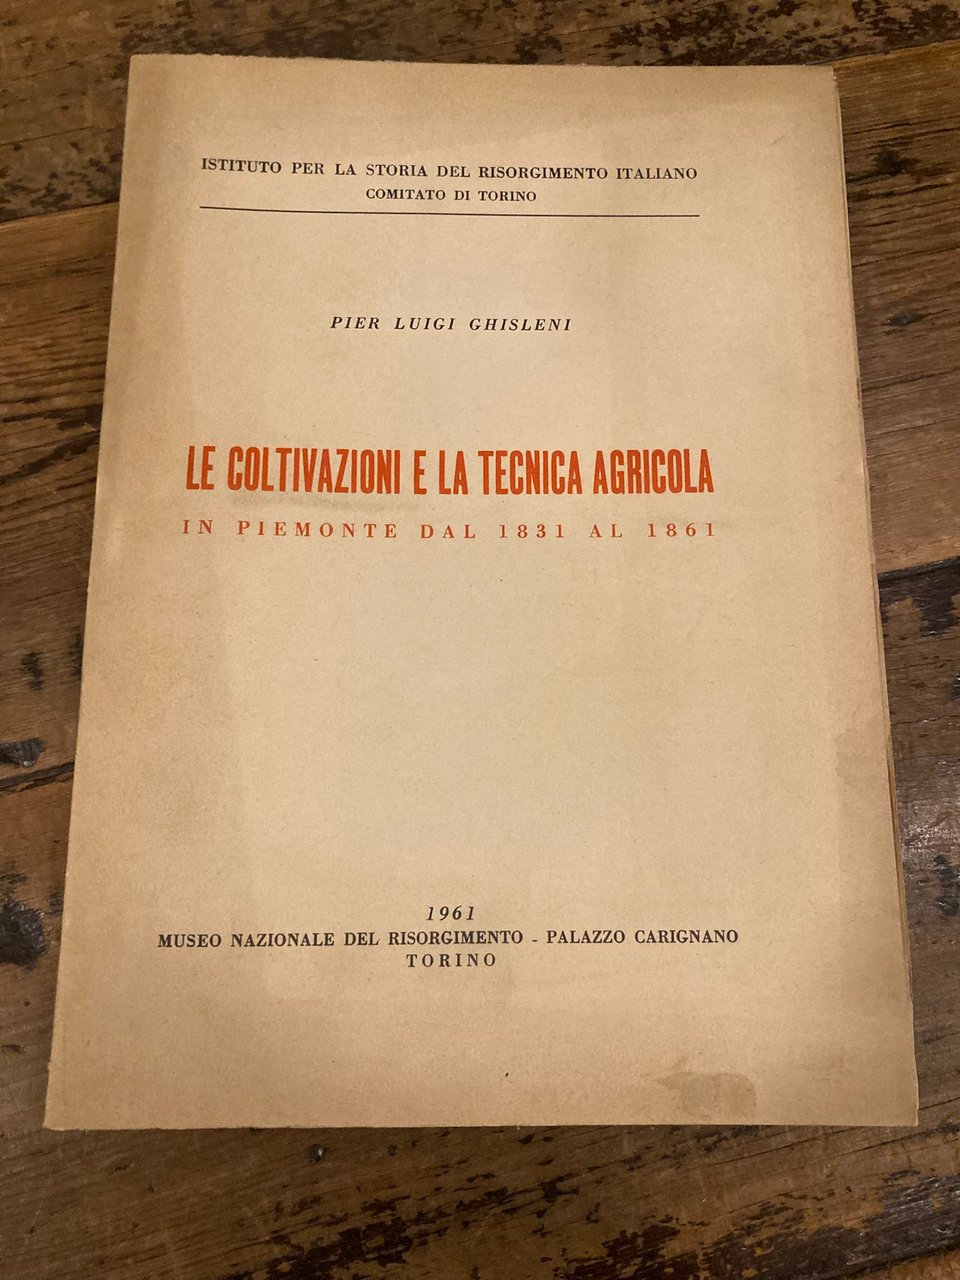 ISTITUTO PER LA STORIA DEL RISORGIMENTO ITALIANO
COMITATO DI TORINO
PIER LUIGI GHISLENI
LE COLTIVAZIONI E LA TECNICA AGRICOLA
IN PIEMONTE DAL 1831 AL 1861
1961
MUSEO NAZIONALE DEL RISORGIMENTO - PALAZZO CARIGNANO
TORINO